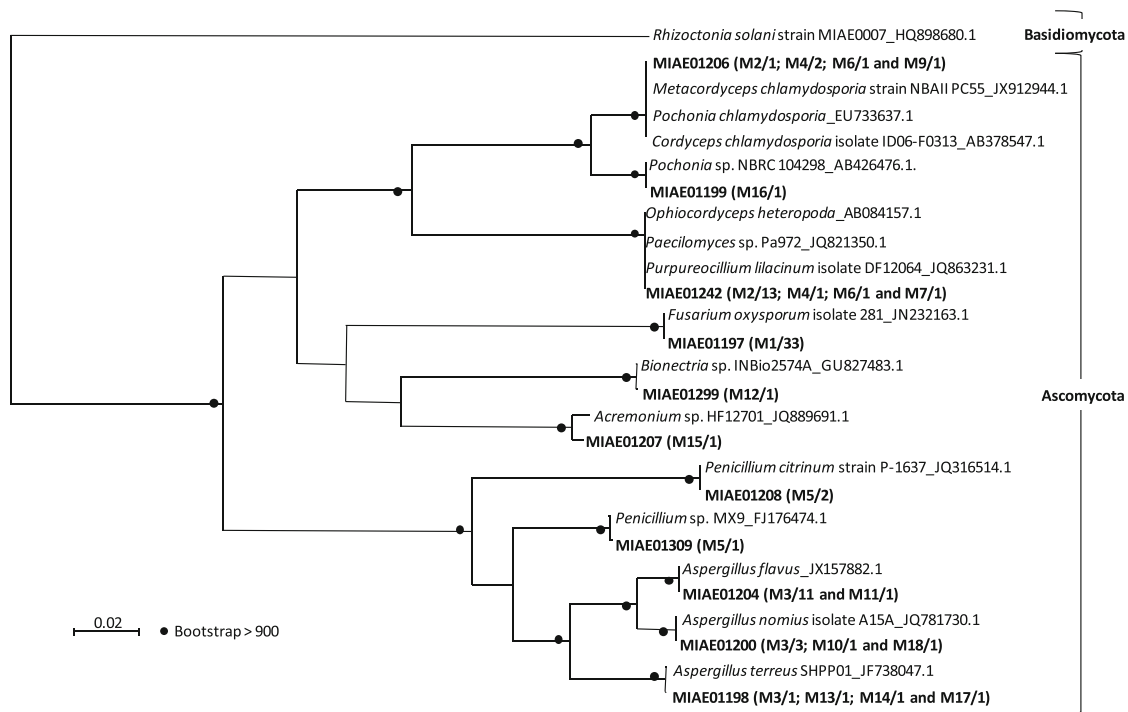 Rhizoctonia solani strain MIAE0007_HQ898680.1
Basidiomycota
MIAE01206 (M2/1; M4/2; M6/1 and M9/1)
Metacordyceps chlamydosporia strain NBAII PC55_JX912944.1
Pochonia chlamydosporia_EU733637.1
Cordyceps chlamydosporia isolate ID06-F0313_AB378547.1
Pochonia sp. NBRC 104298_AB426476.1.
MIAE01199 (M16/1)
Ophiocordyceps heteropoda_AB084157.1
Paecilomyces sp. Pa972_JQ821350.1
Purpureocillium lilacinum isolate DF12064_JQ863231.1
MIAE01242 (M2/13; M4/1; M6/1 and M7/1)
Fusarium oxysporum isolate 281_JN232163.1
MIAE01197 (M1/33)
Bionectria sp. INBio2574A_GU827483.1
MIAE01299 (M12/1)
Ascomycota
Acremonium sp. HF12701_JQ889691.1
MIAE01207 (M15/1)
Penicillium citrinum strain P-1637_JQ316514.1
MIAE01208 (M5/2)
Penicillium sp. MX9_FJ176474.1
MIAE01309 (M5/1)
Aspergillus flavus_JX157882.1
MIAE01204 (M3/11 and M11/1)
Aspergillus nomius isolate A15A_JQ781730.1
MIAE01200 (M3/3; M10/1 and M18/1)
Aspergillus terreus SHPP01_JF738047.1
MIAE01198 (M3/1; M13/1; M14/1 and M17/1)
0.02
Bootstrap > 900